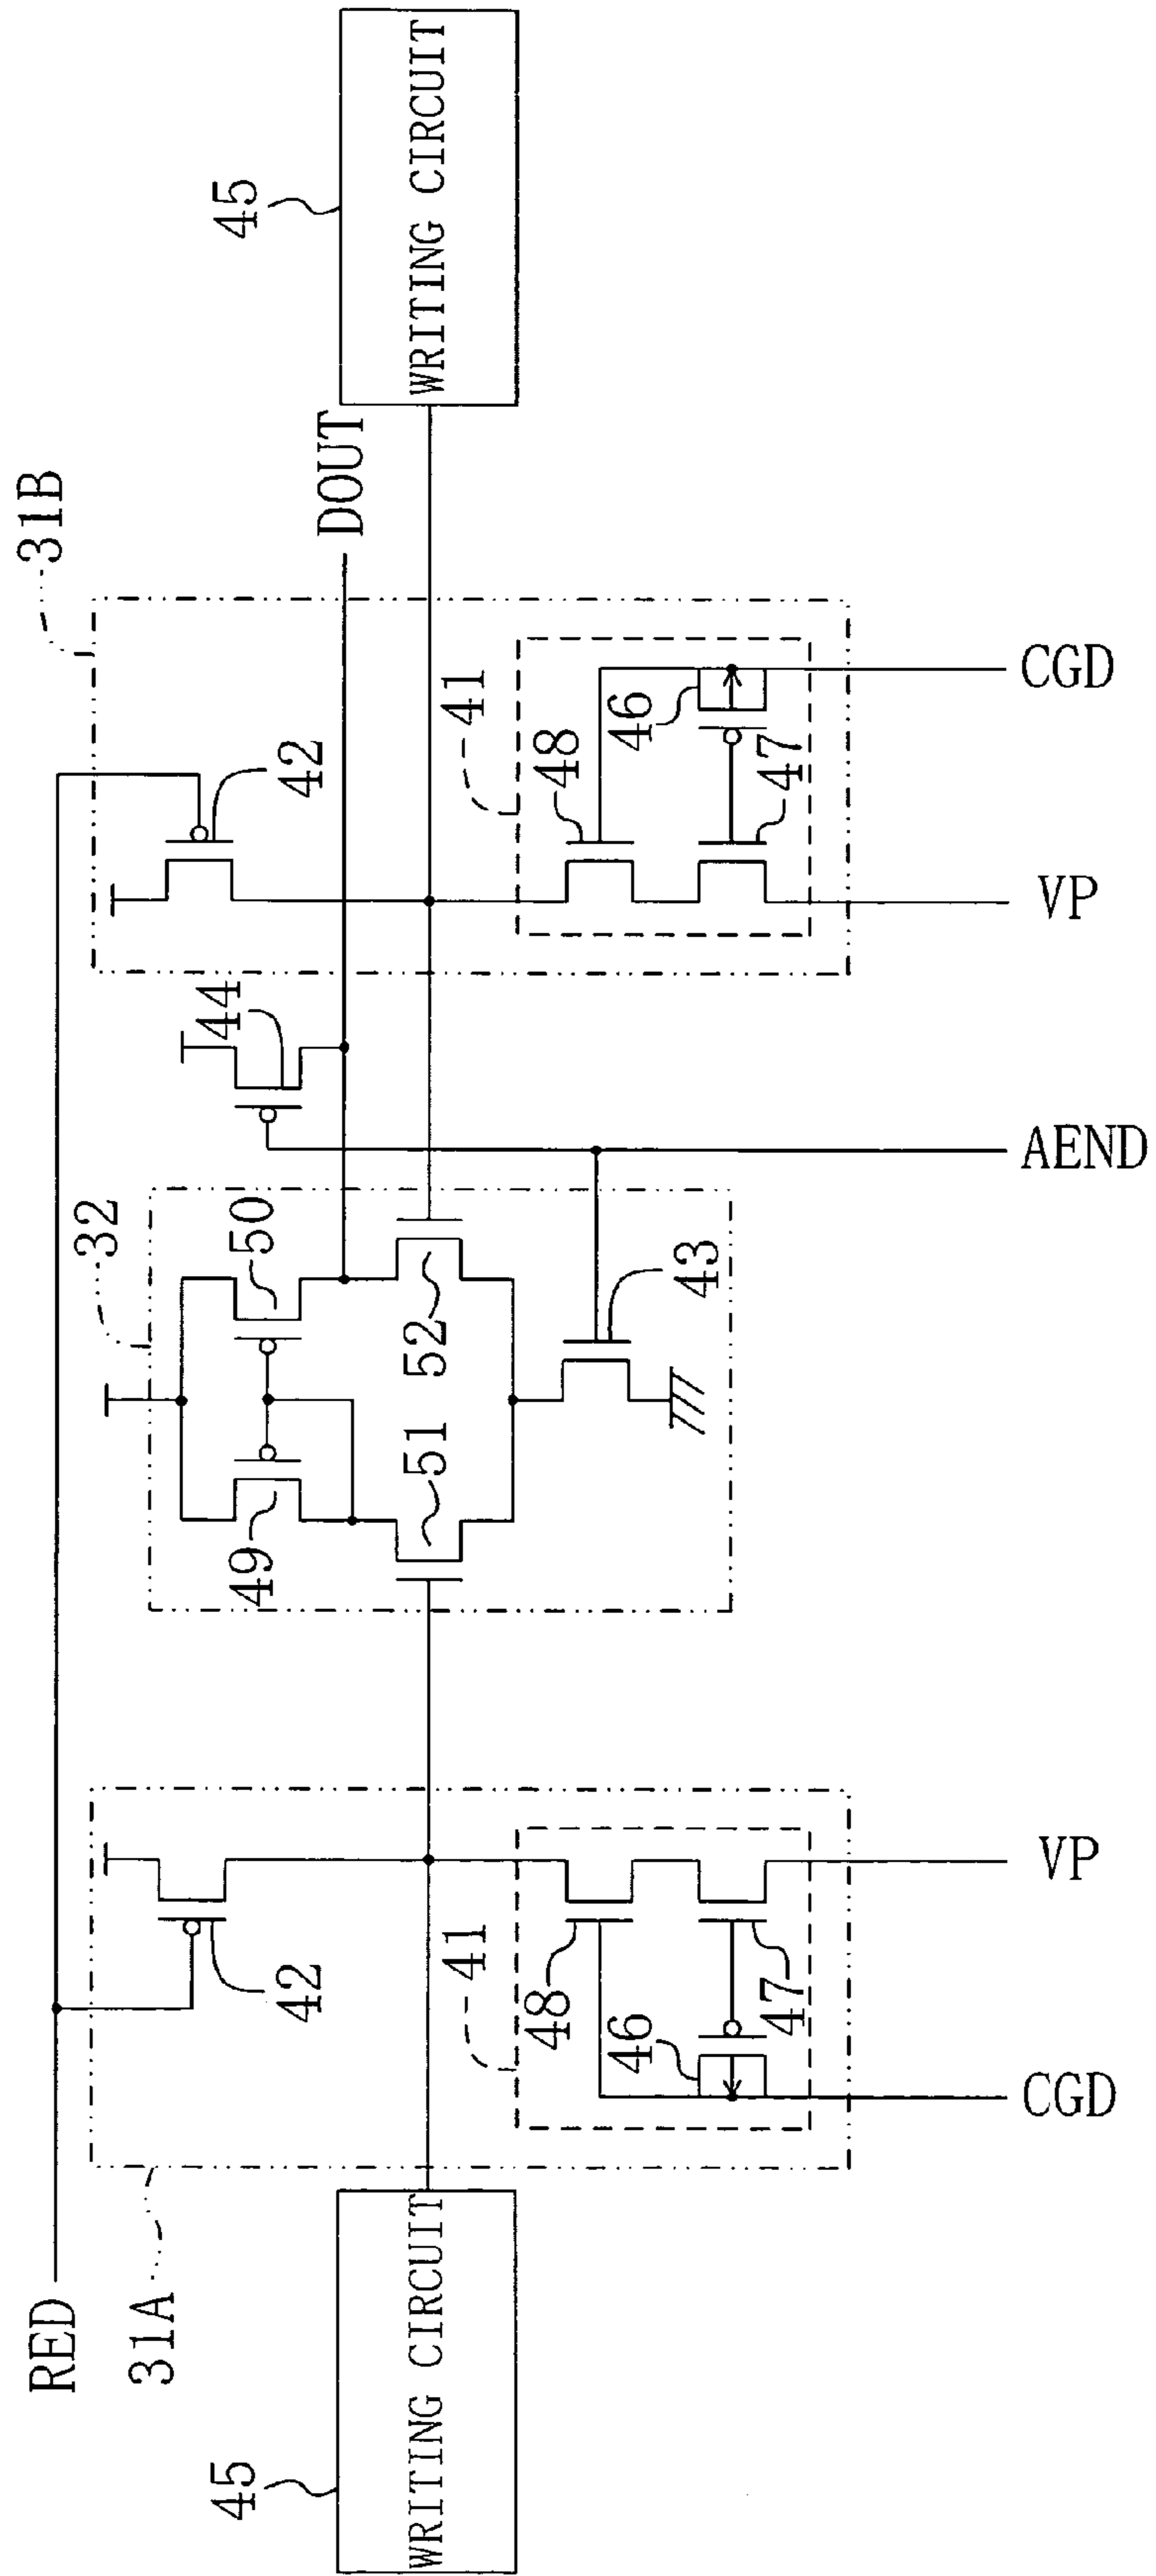 RED
31A
31B
42
42
45
WRITING CIRCUIT
45
WRITING CIRCUIT
32
49
50
44
DOUT
51
52
43
41
48
46
47
41
48
46
47
CGD
VP
AEND
VP
CGD